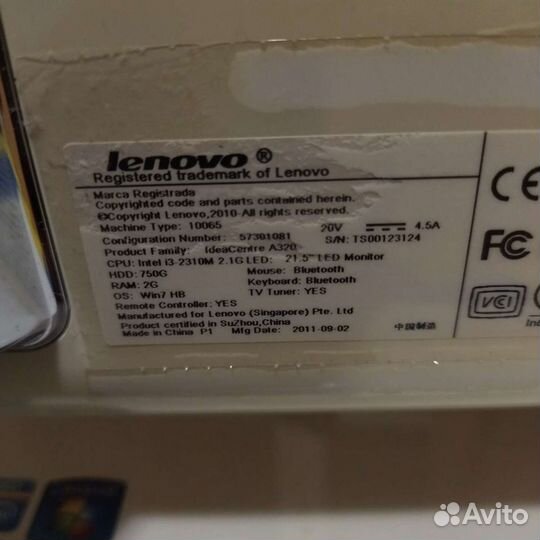 lenovo ®
Registered trademark of Lenovo
Marca Registrada
Copyrighted code and parts contained herein.
©Copyright Lenovo,2010-All rights reserved.
Machine Type: 10065 20V 4.5A
Configuration Number: 57301081 S/N: TS00123124
Product Family: IdeaCentre A320
CPU: Intel i3-2310M 2.1G LED: 21.5" LED Monitor
HDD: 750G Mouse: Bluetooth
RAM: 2G Keyboard: Bluetooth
OS: Win7 HB TV Tuner: YES
Remote Controller: YES
Manufactured for Lenovo (Singapore) Pte. Ltd
Product certified in SuZhou,China
Made in China P1 Mfg Date: 2011-09-02
中国制造
CE
FC
VCI
Avito